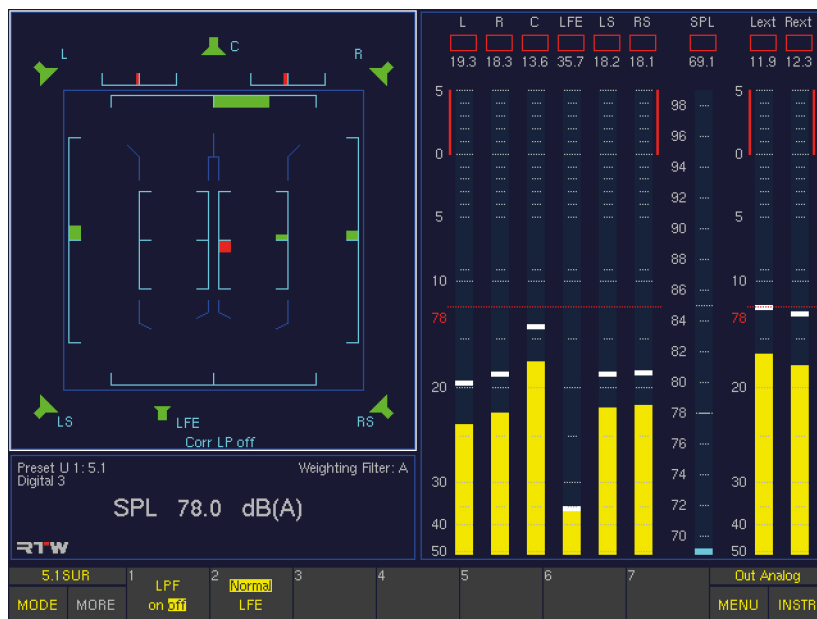 L R C LFE LS RS SPL Lext Rext
19.3 18.3 13.6 35.7 18.2 18.1 69.1 11.9 12.3
C
L
R
LS
LFE
RS
Corr LP off
5
0
5
10
78
20
30
40
50
98
96
94
92
90
88
86
84
82
80
78
76
74
72
70
5
0
5
10
78
20
30
40
50
Preset U 1: 5.1 Weighting Filter: A
Digital 3
SPL 78.0 dB(A)
RTW
5.1SUR 1 2 3 4 5 6 7 Out Analog
LPF Normal
MODE MORE on off LFE MENU INSTR